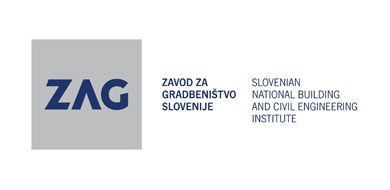 ZAG
ZAVOD ZA
GRADBENIŠTVO
SLOVENIJE
SLOVENIAN
NATIONAL BUILDING
AND CIVIL ENGINEERING
INSTITUTE